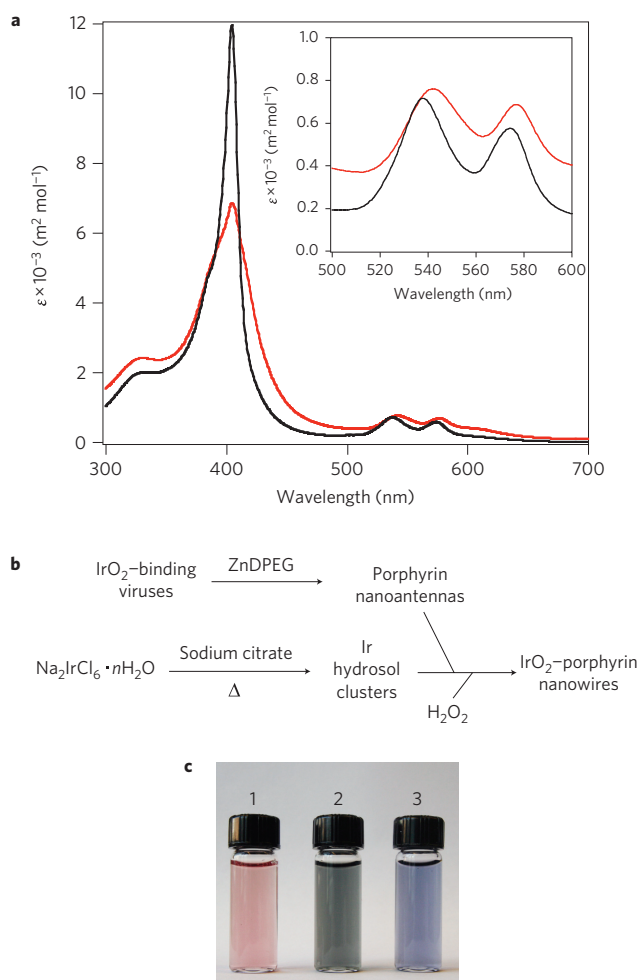 a
12
10
8
6
4
2
0
ε × 10⁻³ (m² mol⁻¹)
300 400 500 600 700
Wavelength (nm)
1.0
0.8
0.6
0.4
0.2
0.0
ε × 10⁻³ (m² mol⁻¹)
500 520 540 560 580 600
Wavelength (nm)
b
IrO₂–binding
viruses
ZnDPEG
Porphyrin
nanoantennas
Na₂IrCl₆ · nH₂O
Sodium citrate
Δ
Ir
hydrosol
clusters
H₂O₂
IrO₂–porphyrin
nanowires
c
1 2 3